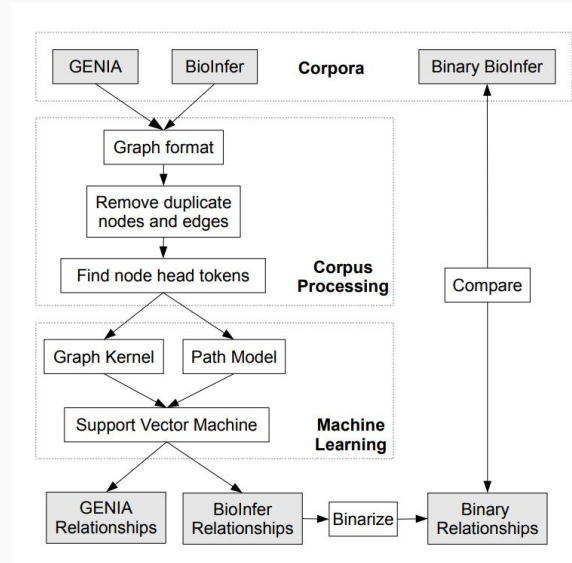 GENIA
BioInfer
Corpora
Binary BioInfer
Graph format
Remove duplicate
nodes and edges
Find node head tokens
Corpus
Processing
Compare
Graph Kernel
Path Model
Support Vector Machine
Machine
Learning
GENIA
Relationships
BioInfer
Relationships
Binarize
Binary
Relationships